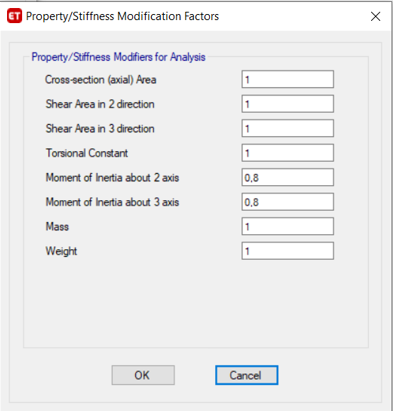 ET Property/Stiffness Modification Factors
Property/Stiffness Modifiers for Analysis
Cross-section (axial) Area 1
Shear Area in 2 direction 1
Shear Area in 3 direction 1
Torsional Constant 1
Moment of Inertia about 2 axis 0,8
Moment of Inertia about 3 axis 0,8
Mass 1
Weight 1
OK Cancel